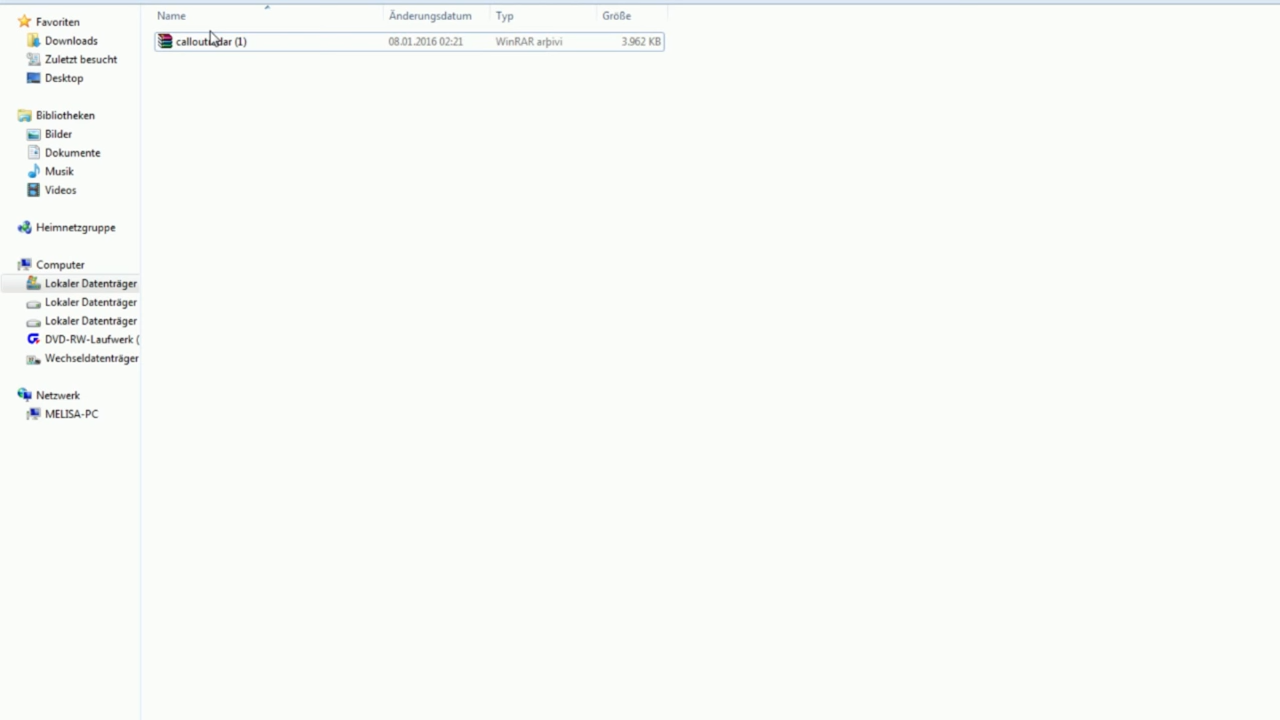 Name Änderungsdatum Typ Größe
(1) 08.01.2016 02:21 WinRAR arþivi 3.962 KB
Favoriten
Downloads
Zuletzt besucht
Desktop
Bibliotheken
Bilder
Dokumente
Musik
Videos
Heimnetzgruppe
Computer
Lokaler Datenträger
Lokaler Datenträger
Lokaler Datenträger
DVD-RW-Laufwerk (
Wechseldatenträger
Netzwerk
MELISA-PC